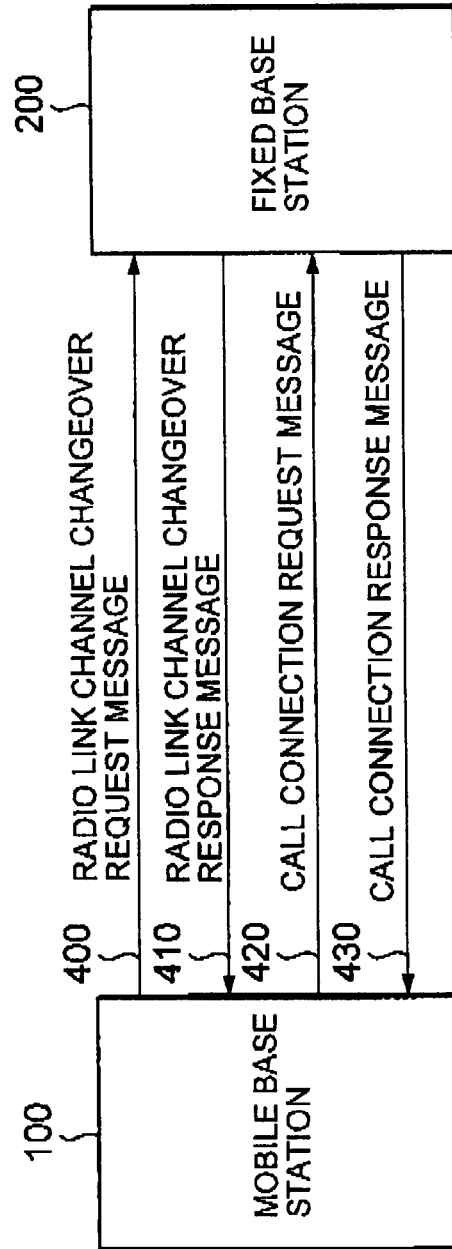 100
MOBILE BASE
STATION
200
FIXED BASE
STATION
400
RADIO LINK CHANNEL CHANGEOVER
REQUEST MESSAGE
410
RADIO LINK CHANNEL CHANGEOVER
RESPONSE MESSAGE
420
CALL CONNECTION REQUEST MESSAGE
430
CALL CONNECTION RESPONSE MESSAGE